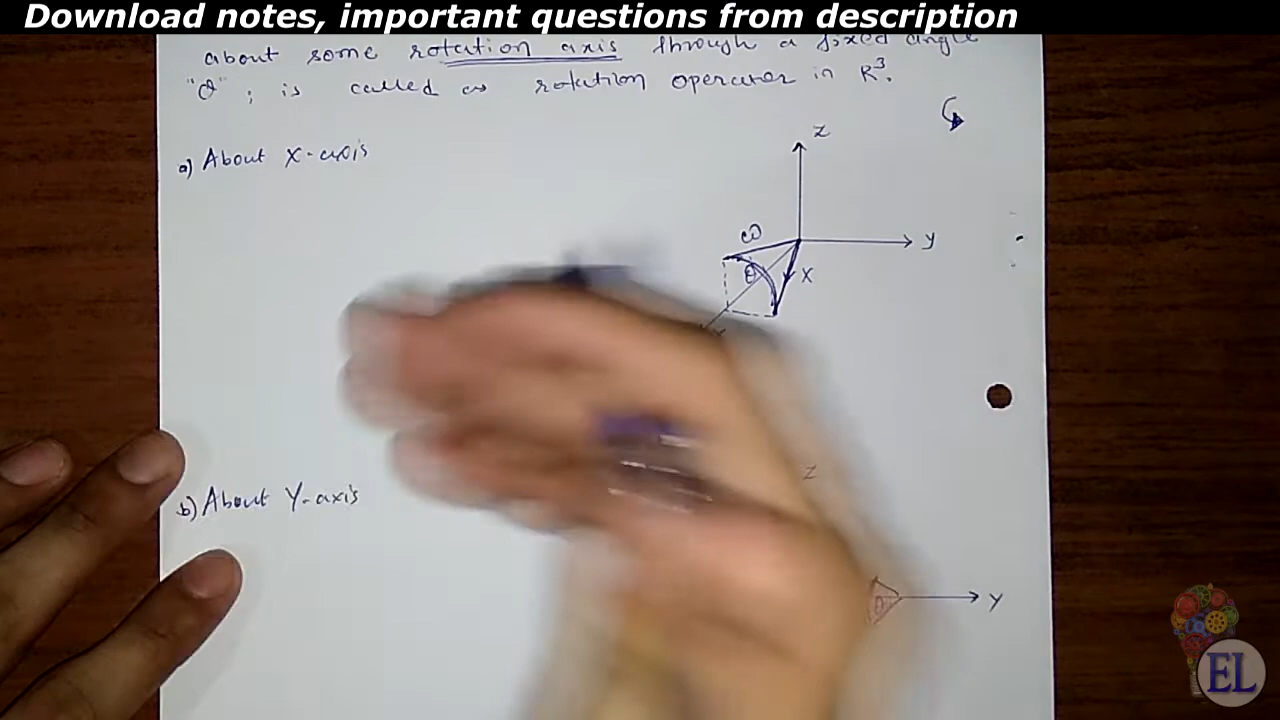 Download notes, important questions from description
about some rotation axis through a fixed angle
"θ" ; is called as rotation operator in R³.
a) About X-axis
z
ω
y
θ
X
z
b) About Y-axis
θ
y
EL